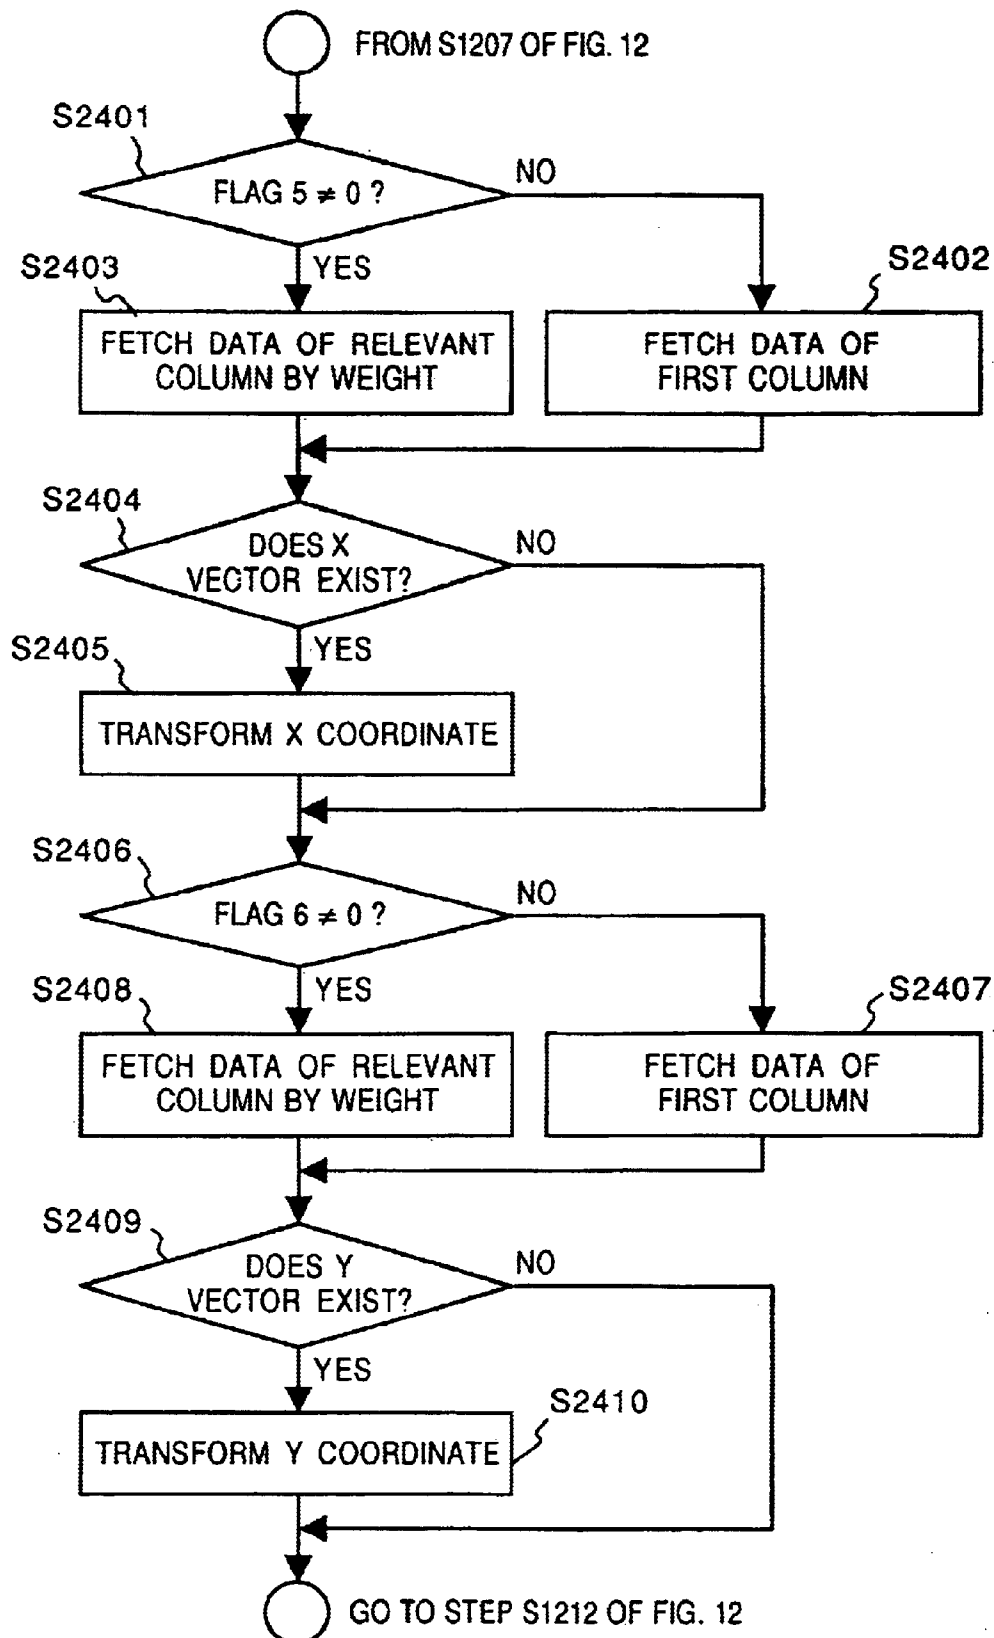 FROM S1207 OF FIG. 12
S2401
FLAG 5 ≠ 0 ?
NO
YES
S2403
S2402
FETCH DATA OF RELEVANT
COLUMN BY WEIGHT
FETCH DATA OF
FIRST COLUMN
S2404
DOES X
VECTOR EXIST?
NO
YES
S2405
TRANSFORM X COORDINATE
S2406
FLAG 6 ≠ 0 ?
NO
YES
S2408
S2407
FETCH DATA OF RELEVANT
COLUMN BY WEIGHT
FETCH DATA OF
FIRST COLUMN
S2409
DOES Y
VECTOR EXIST?
NO
YES
S2410
TRANSFORM Y COORDINATE
GO TO STEP S1212 OF FIG. 12